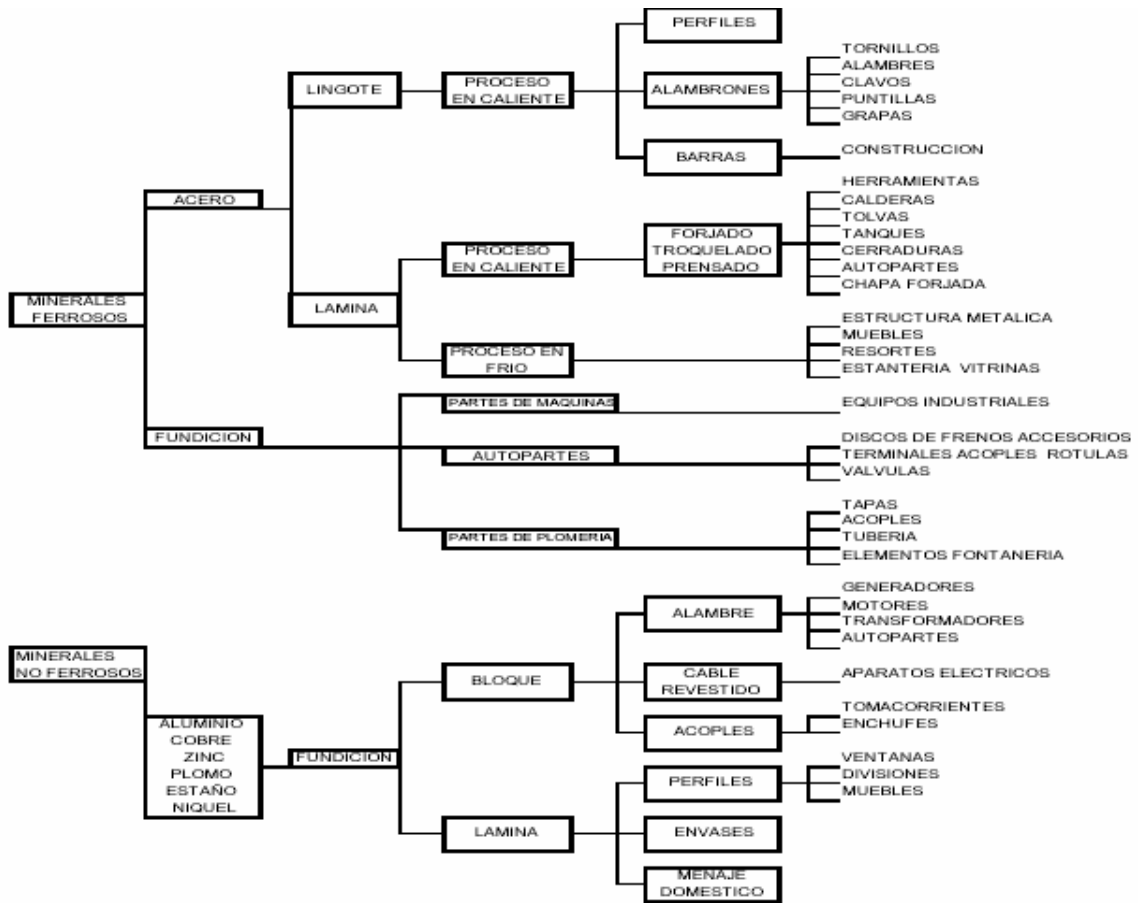 PERFILES
TORNILLOS
ALAMBRES
CLAVOS
PUNTILLAS
GRAPAS
LINGOTE
PROCESO
EN CALIENTE
ALAMBRONES
BARRAS
CONSTRUCCION
ACERO
HERRAMIENTAS
CALDERAS
TOLVAS
TANQUES
CERRADURAS
AUTOPARTES
CHAPA FORJADA
FORJADO
TROQUELADO
PRENSADO
PROCESO
EN CALIENTE
MINERALES
FERROSOS
LAMINA
ESTRUCTURA METALICA
MUEBLES
RESORTES
ESTANTERIA VITRINAS
PROCESO EN
FRIO
PARTES DE MAQUINAS
EQUIPOS INDUSTRIALES
FUNDICION
AUTOPARTES
DISCOS DE FRENOS ACCESORIOS
TERMINALES ACOPLES ROTULAS
VALVULAS
TAPAS
ACOPLES
TUBERIA
ELEMENTOS FONTANERIA
PARTES DE PLOMERIA
GENERADORES
MOTORES
TRANSFORMADORES
AUTOPARTES
ALAMBRE
MINERALES
NO FERROSOS
BLOQUE
CABLE
REVESTIDO
APARATOS ELECTRICOS
TOMACORRIENTES
ENCHUFES
ACOPLES
ALUMINIO
COBRE
ZINC
PLOMO
ESTAÑO
NIQUEL
FUNDICION
VENTANAS
DIVISIONES
MUEBLES
PERFILES
LAMINA
ENVASES
MENAJE
DOMESTICO